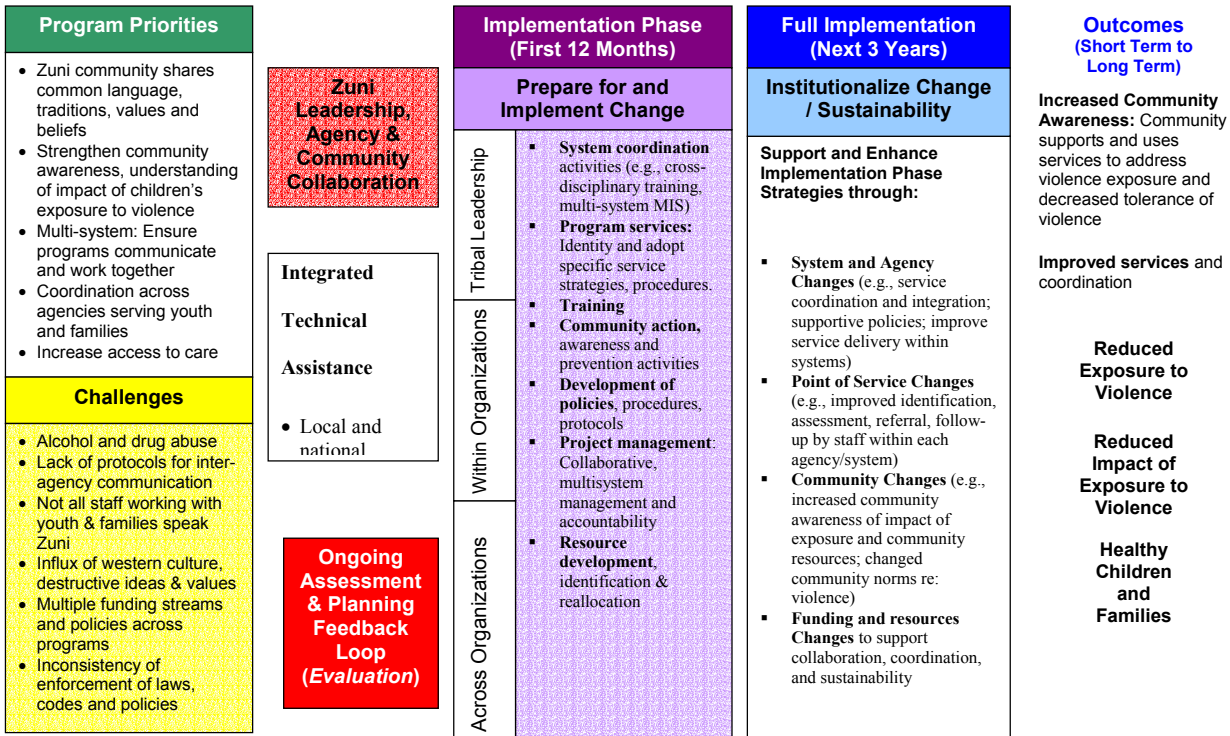 Program Priorities
• Zuni community shares
common language,
traditions, values and
beliefs
• Strengthen community
awareness, understanding
of impact of children's
exposure to violence
• Multi-system: Ensure
programs communicate
and work together
• Coordination across
agencies serving youth
and families
• Increase access to care
Challenges
• Alcohol and drug abuse
• Lack of protocols for inter-
agency communication
• Not all staff working with
youth & families speak
Zuni
• Influx of western culture,
destructive ideas & values
• Multiple funding streams
and policies across
programs
• Inconsistency of
enforcement of laws,
codes and policies
Zuni
Leadership,
Agency &
Community
Collaboration
Integrated
Technical
Assistance
• Local and
national
Ongoing
Assessment
& Planning
Feedback
Loop
(Evaluation)
Implementation Phase
(First 12 Months)
Prepare for and
Implement Change
Tribal Leadership
Within Organizations
Across Organizations
▪ System coordination
activities (e.g., cross-
disciplinary training,
multi-system MIS)
▪ Program services:
Identity and adopt
specific service
strategies, procedures.
▪ Training
▪ Community action,
awareness and
prevention activities
▪ Development of
policies, procedures,
protocols
▪ Project management:
Collaborative,
multisystem
management and
accountability
▪ Resource
development,
identification &
reallocation
Full Implementation
(Next 3 Years)
Institutionalize Change
/ Sustainability
Support and Enhance
Implementation Phase
Strategies through:
▪ System and Agency
Changes (e.g., service
coordination and integration;
supportive policies; improve
service delivery within
systems)
▪ Point of Service Changes
(e.g., improved identification,
assessment, referral, follow-
up by staff within each
agency/system)
▪ Community Changes (e.g.,
increased community
awareness of impact of
exposure and community
resources; changed
community norms re:
violence)
▪ Funding and resources
Changes to support
collaboration, coordination,
and sustainability
Outcomes
(Short Term to
Long Term)
Increased Community
Awareness: Community
supports and uses
services to address
violence exposure and
decreased tolerance of
violence
Improved services and
coordination
Reduced
Exposure to
Violence
Reduced
Impact of
Exposure to
Violence
Healthy
Children
and
Families